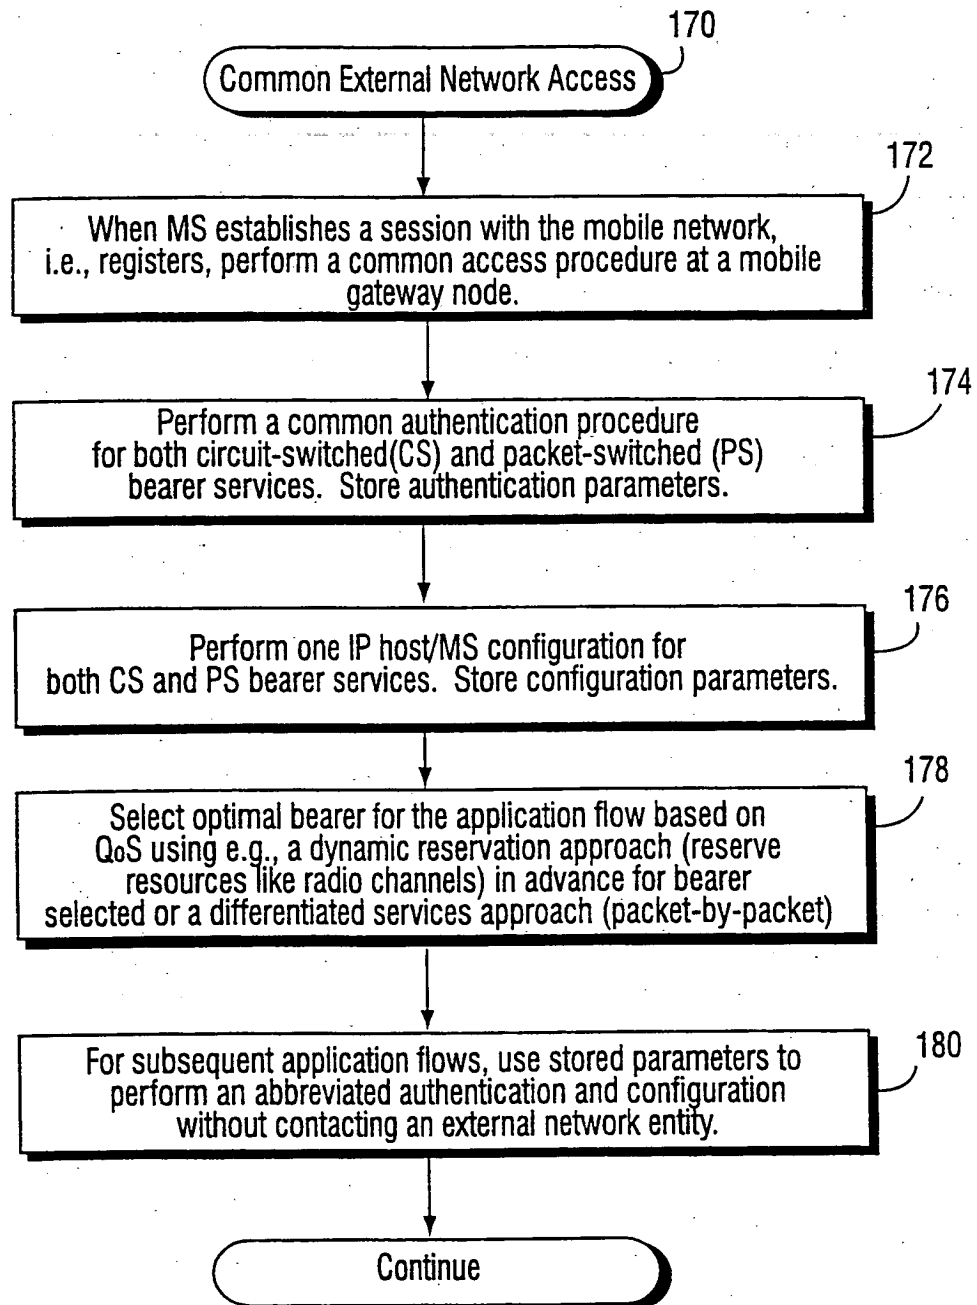 170
Common External Network Access
172
When MS establishes a session with the mobile network,
i.e., registers, perform a common access procedure at a mobile
gateway node.
174
Perform a common authentication procedure
for both circuit-switched(CS) and packet-switched (PS)
bearer services. Store authentication parameters.
176
Perform one IP host/MS configuration for
both CS and PS bearer services. Store configuration parameters.
178
Select optimal bearer for the application flow based on
QoS using e.g., a dynamic reservation approach (reserve
resources like radio channels) in advance for bearer
selected or a differentiated services approach (packet-by-packet)
180
For subsequent application flows, use stored parameters to
perform an abbreviated authentication and configuration
without contacting an external network entity.
Continue